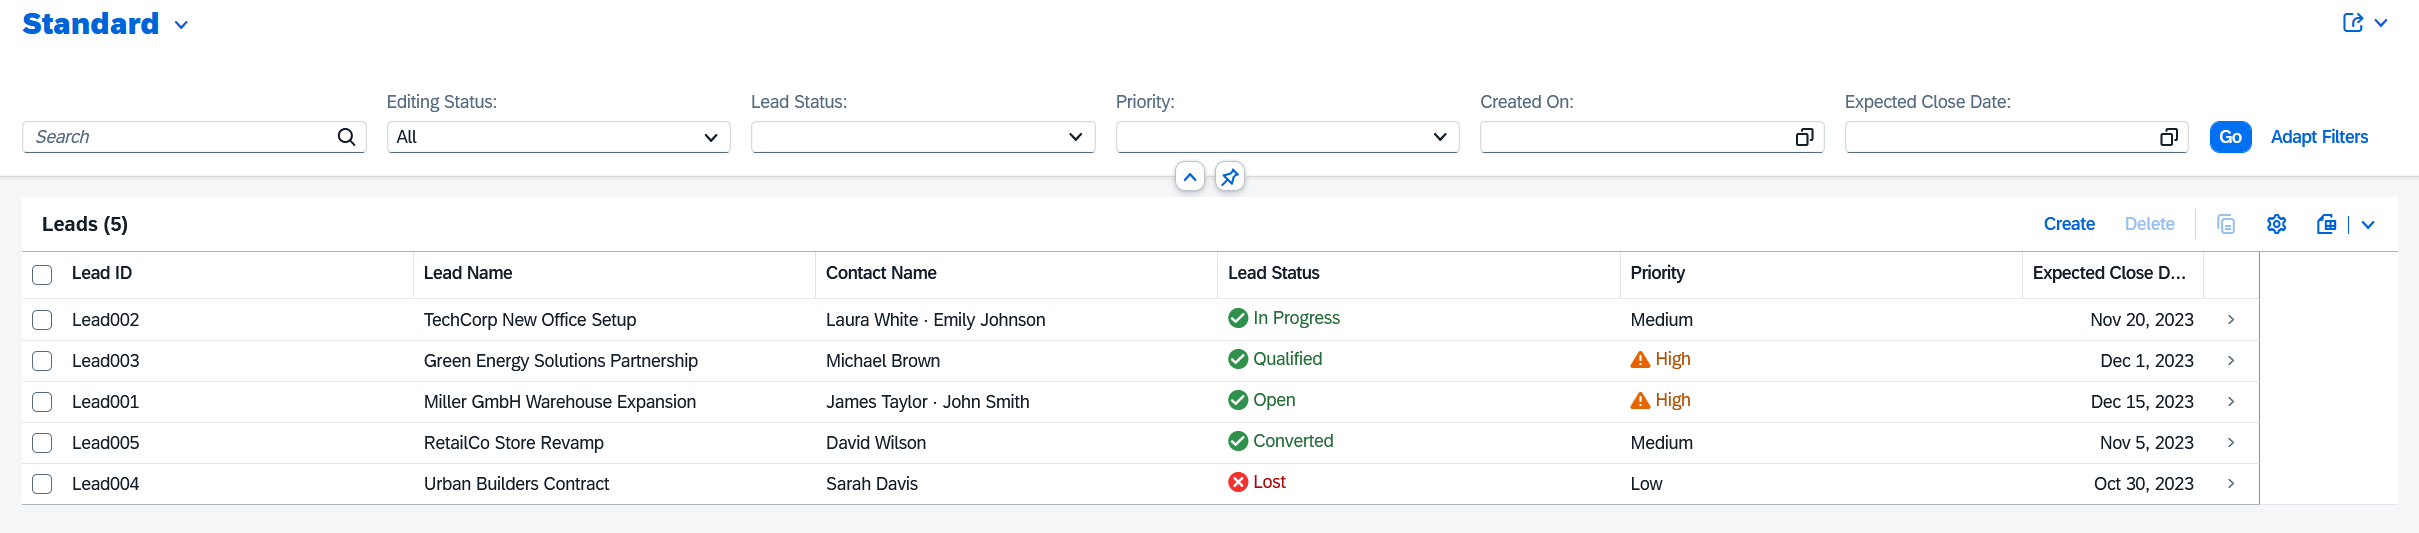 Standard
Editing Status:
Lead Status:
Priority:
Created On:
Expected Close Date:
Search
All
Go
Adapt Filters
Leads (5)
Create
Delete
Lead ID
Lead Name
Contact Name
Lead Status
Priority
Expected Close D...
Lead002
TechCorp New Office Setup
Laura White · Emily Johnson
In Progress
Medium
Nov 20, 2023
Lead003
Green Energy Solutions Partnership
Michael Brown
Qualified
High
Dec 1, 2023
Lead001
Miller GmbH Warehouse Expansion
James Taylor · John Smith
Open
High
Dec 15, 2023
Lead005
RetailCo Store Revamp
David Wilson
Converted
Medium
Nov 5, 2023
Lead004
Urban Builders Contract
Sarah Davis
Lost
Low
Oct 30, 2023